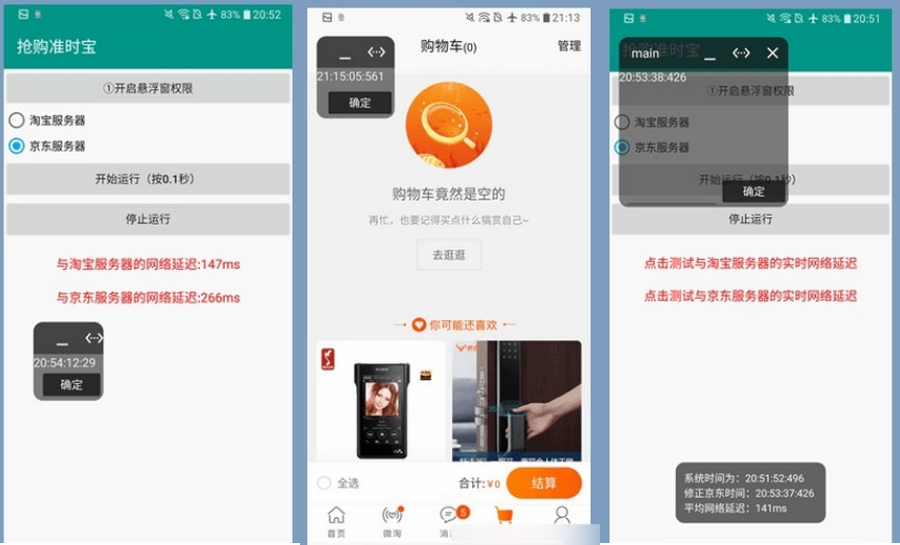 83% 20:52
抢购准时宝
①开启悬浮窗权限
淘宝服务器
京东服务器
开始运行（按0.1秒）
停止运行
与淘宝服务器的网络延迟:147ms
与京东服务器的网络延迟:266ms
20:54:12:29
确定
83% 21:13
购物车(0)
管理
21:15:05:561
确定
购物车竟然是空的
再忙，也要记得买点什么犒赏自己~
去逛逛
你可能还喜欢
SONY
全选
合计:¥0
结算
首页
微淘
消
5
83% 20:51
抢购准时宝
main
20:53:38:426
①开启悬浮窗权限
淘宝服务器
京东服务器
开始运行（按0.1秒）
确定
停止运行
点击测试与淘宝服务器的实时网络延迟
点击测试与京东服务器的实时网络延迟
系统时间为：20:51:52:496
修正京东时间：20:53:37:426
平均网络延迟：141ms